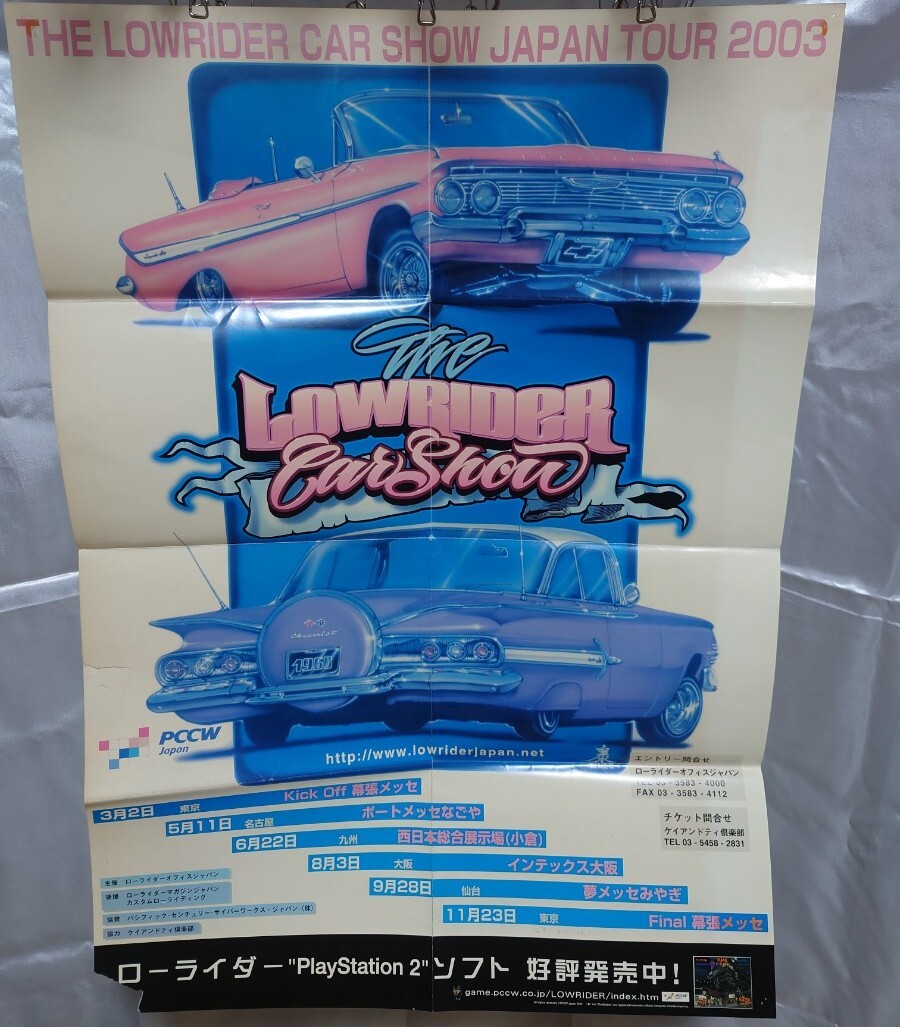 THE LOWRIDER CAR SHOW JAPAN TOUR 2003
The
LOWRIDER
Car Show
Chevrolet
1960
PCCW
Japan
http://www.lowriderjapan.net
エントリー問合せ
ローライダーオフィスジャパン
TEL 03 - 3583 - 4000
FAX 03 - 3583 - 4112
チケット問合せ
ケイアンドティ倶楽部
TEL 03 - 5458 - 2831
3月2日 東京 Kick Off 幕張メッセ
5月11日 名古屋 ポートメッセなごや
6月22日 九州 西日本総合展示場(小倉)
8月3日 大阪 インテックス大阪
9月28日 仙台 夢メッセみやぎ
11月23日 東京 Final 幕張メッセ
主催 ローライダーオフィスジャパン
後援 ローライダーマガジンジャパン
カスタムローライディング
協賛 パシフィック・センチュリー・サイバーワークス・ジャパン（株）
協力 ケイアンドティ倶楽部
ローライダー"PlayStation 2"ソフト 好評発売中!
game.pccw.co.jp/LOWRIDER/index.htm
PCCW